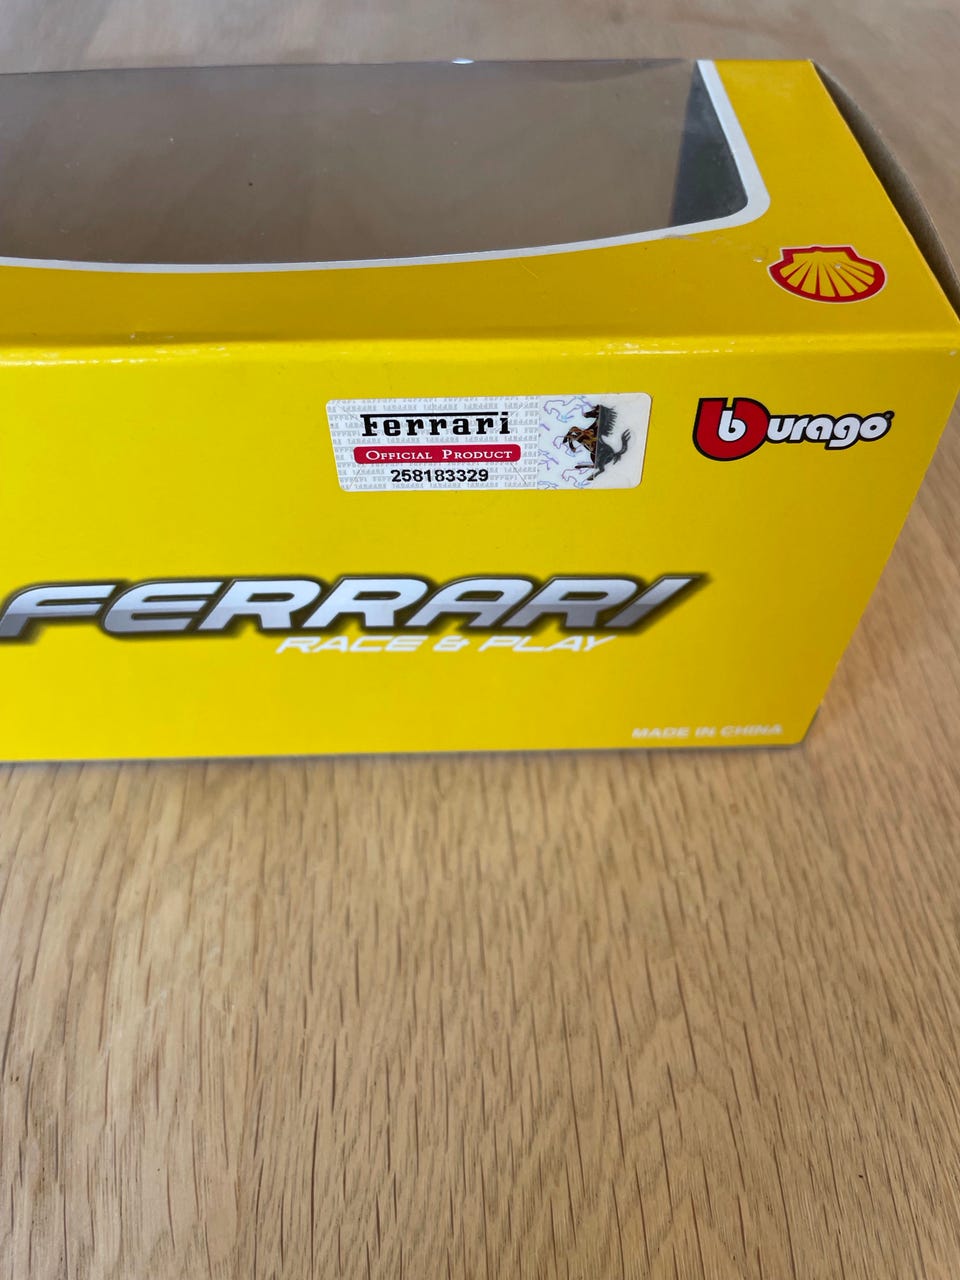 Ferrari
OFFICIAL PRODUCT
258183329
burago
FERRARI
RACE & PLAY
MADE IN CHINA